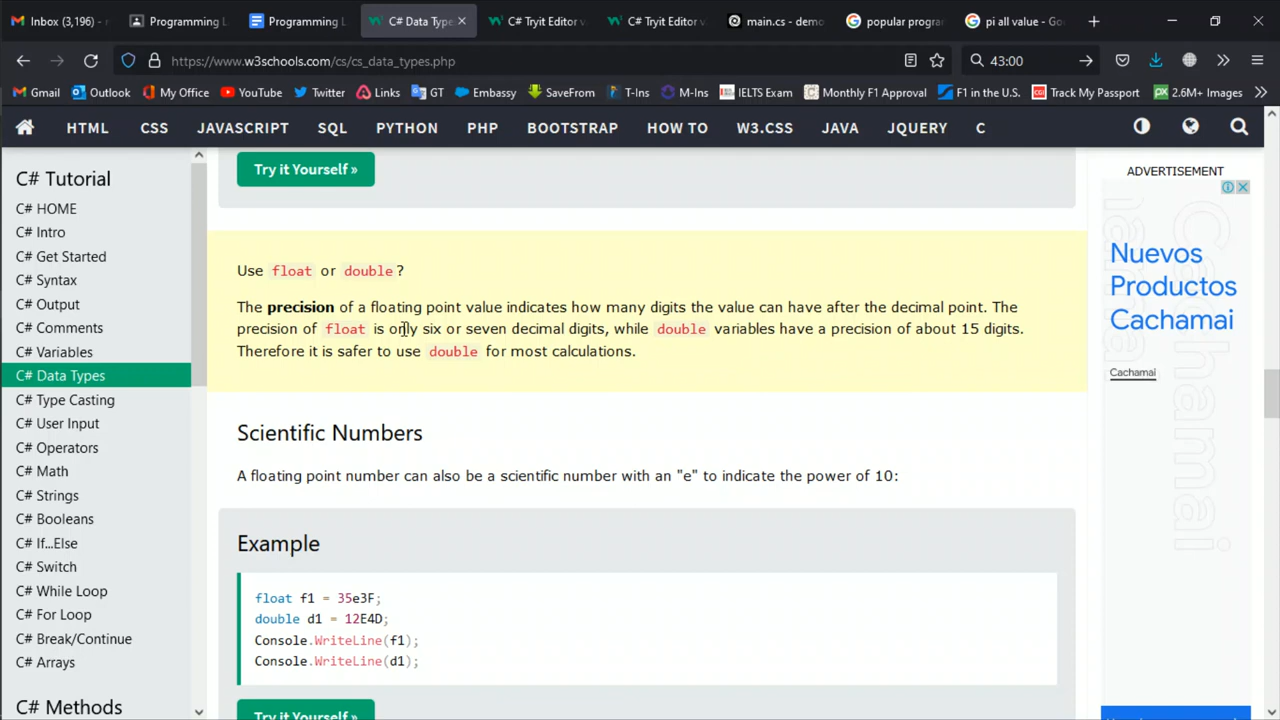 Inbox (3,196)
Programming L
Programming L
C# Data Type
C# Tryit Editor v
C# Tryit Editor v
main.cs - demo
popular progra
pi all value - Go
https://www.w3schools.com/cs/cs_data_types.php
43:00
Gmail
Outlook
My Office
YouTube
Twitter
Links
GT
Embassy
SaveFrom
T-Ins
M-Ins
IELTS Exam
Monthly F1 Approval
F1 in the U.S.
Track My Passport
2.6M+ Images
HTML
CSS
JAVASCRIPT
SQL
PYTHON
PHP
BOOTSTRAP
HOW TO
W3.CSS
JAVA
JQUERY
C
C# Tutorial
C# HOME
C# Intro
C# Get Started
C# Syntax
C# Output
C# Comments
C# Variables
C# Data Types
C# Type Casting
C# User Input
C# Operators
C# Math
C# Strings
C# Booleans
C# If...Else
C# Switch
C# While Loop
C# For Loop
C# Break/Continue
C# Arrays
C# Methods
Try it Yourself »
Use float or double?
The precision of a floating point value indicates how many digits the value can have after the decimal point. The
precision of float is only six or seven decimal digits, while double variables have a precision of about 15 digits.
Therefore it is safer to use double for most calculations.
Scientific Numbers
A floating point number can also be a scientific number with an "e" to indicate the power of 10:
Example
float f1 = 35e3F;
double d1 = 12E4D;
Console.WriteLine(f1);
Console.WriteLine(d1);
Try it Yourself »
ADVERTISEMENT
Nuevos
Productos
Cachamai
Cachamai